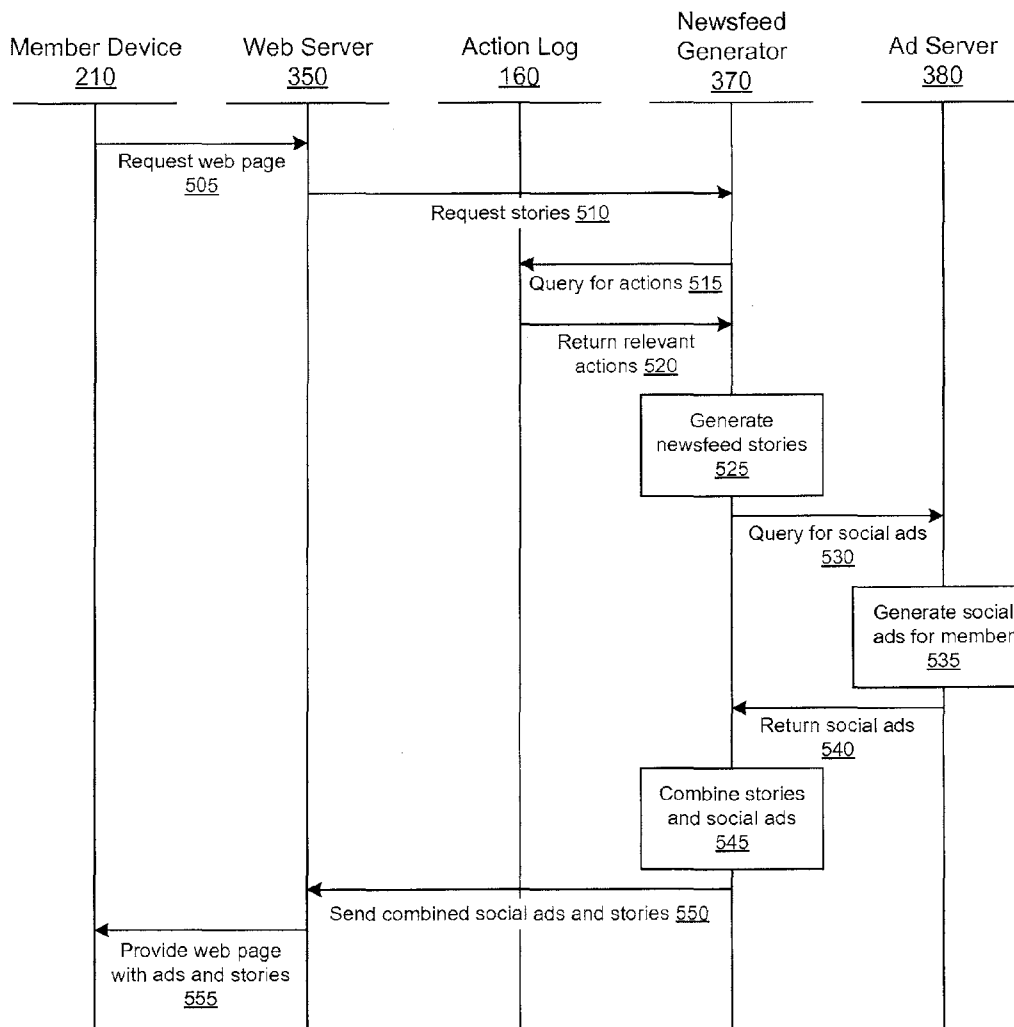 Member Device
210
Web Server
350
Action Log
160
Newsfeed
Generator
370
Ad Server
380
Request web page
505
Request stories 510
Query for actions 515
Return relevant
actions 520
Generate
newsfeed stories
525
Query for social ads
530
Generate social
ads for member
535
Return social ads
540
Combine stories
and social ads
545
Send combined social ads and stories 550
Provide web page
with ads and stories
555